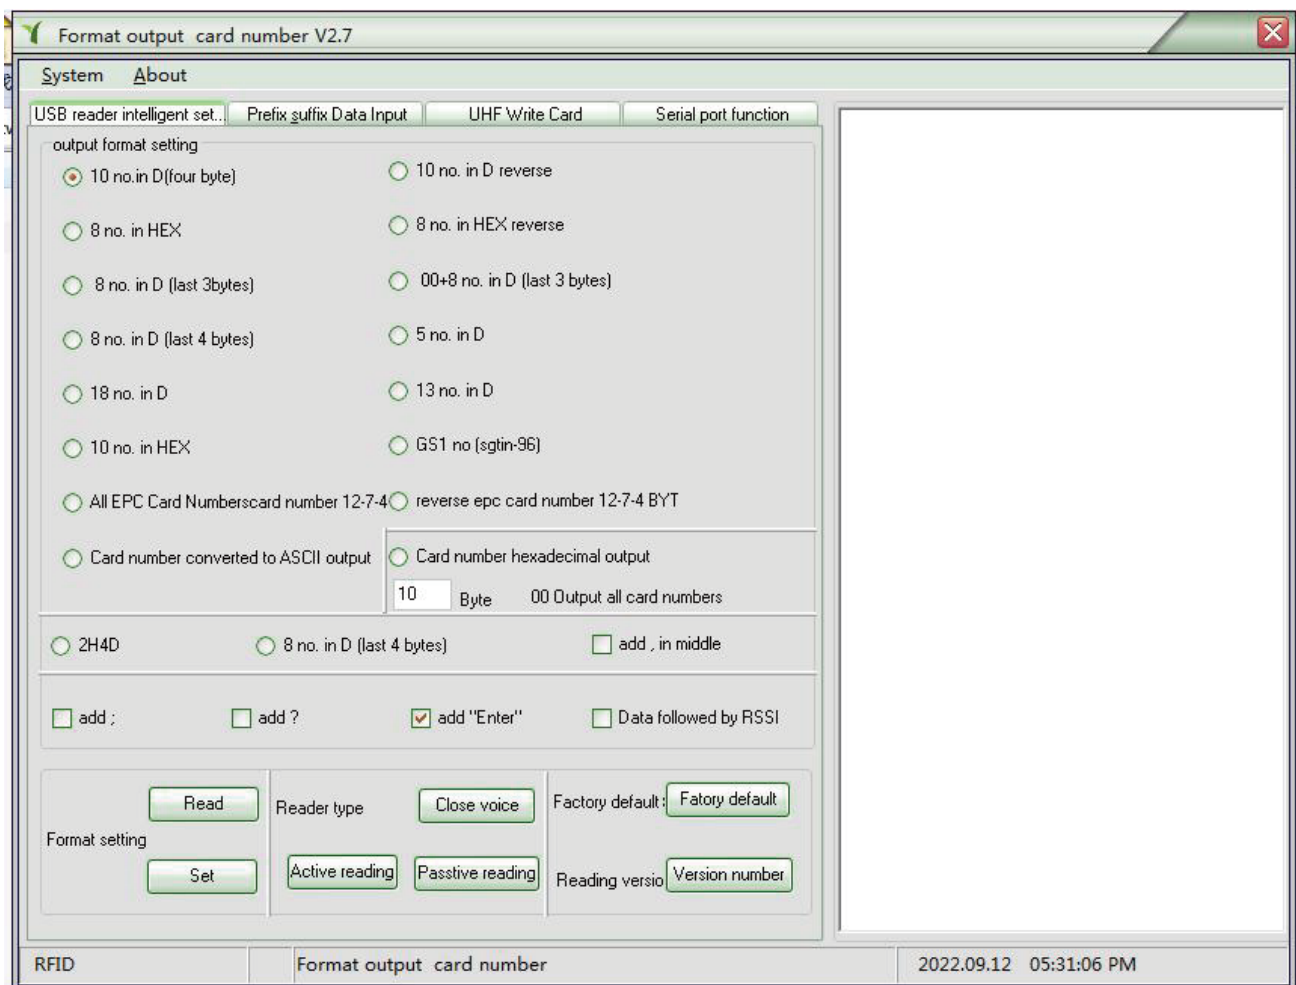 Format output card number V2.7
System About
USB reader intelligent set... Prefix suffix Data Input UHF Write Card Serial port function
output format setting
10 no.in D(four byte) 10 no. in D reverse
8 no. in HEX 8 no. in HEX reverse
8 no. in D (last 3bytes) 00+8 no. in D (last 3 bytes)
8 no. in D (last 4 bytes) 5 no. in D
18 no. in D 13 no. in D
10 no. in HEX GS1 no (sgtin-96)
All EPC Card Numberscard number 12-7-4 reverse epc card number 12-7-4 BYT
Card number converted to ASCII output Card number hexadecimal output
10 Byte 00 Output all card numbers
2H4D 8 no. in D (last 4 bytes) add , in middle
add ; add ? add "Enter" Data followed by RSSI
Read Reader type Close voice Factory default: Fatory default
Format setting
Set Active reading Passtive reading Reading versio Version number
RFID Format output card number 2022.09.12 05:31:06 PM